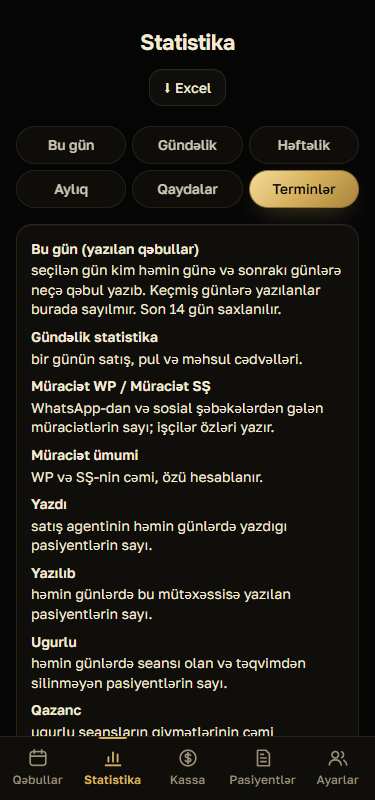 Statistika
⬇ Excel
Bu gün
Gündəlik
Həftəlik
Aylıq
Qaydalar
Terminlər
Bu gün (yazılan qəbullar)
seçilən gün kim həmin günə və sonrakı günlərə
neçə qəbul yazıb. Keçmiş günlərə yazılanlar
burada sayılmır. Son 14 gün saxlanılır.
Gündəlik statistika
bir günün satış, pul və məhsul cədvəlləri.
Müraciət WP / Müraciət SŞ
WhatsApp-dan və sosial şəbəkələrdən gələn
müraciətlərin sayı; işçilər özləri yazır.
Müraciət ümumi
WP və SŞ-nin cəmi, özü hesablanır.
Yazdı
satış agentinin həmin günlərdə yazdıgı
pasiyentlərin sayı.
Yazılıb
həmin günlərdə bu mütəxəssisə yazılan
pasiyentlərin sayı.
Ugurlu
həmin günlərdə seansı olan və təqvimdən
silinməyən pasiyentlərin sayı.
Qazanc
ugurlu seansların qiymətlərinin cəmi
Qəbullar
Statistika
Kassa
Pasiyentlər
Ayarlar